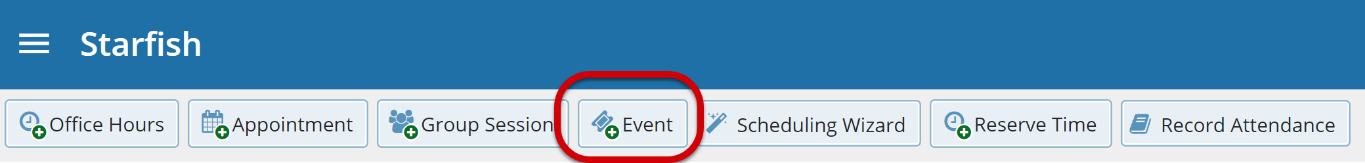 Starfish
Office Hours Appointment Group Session Event Scheduling Wizard Reserve Time Record Attendance